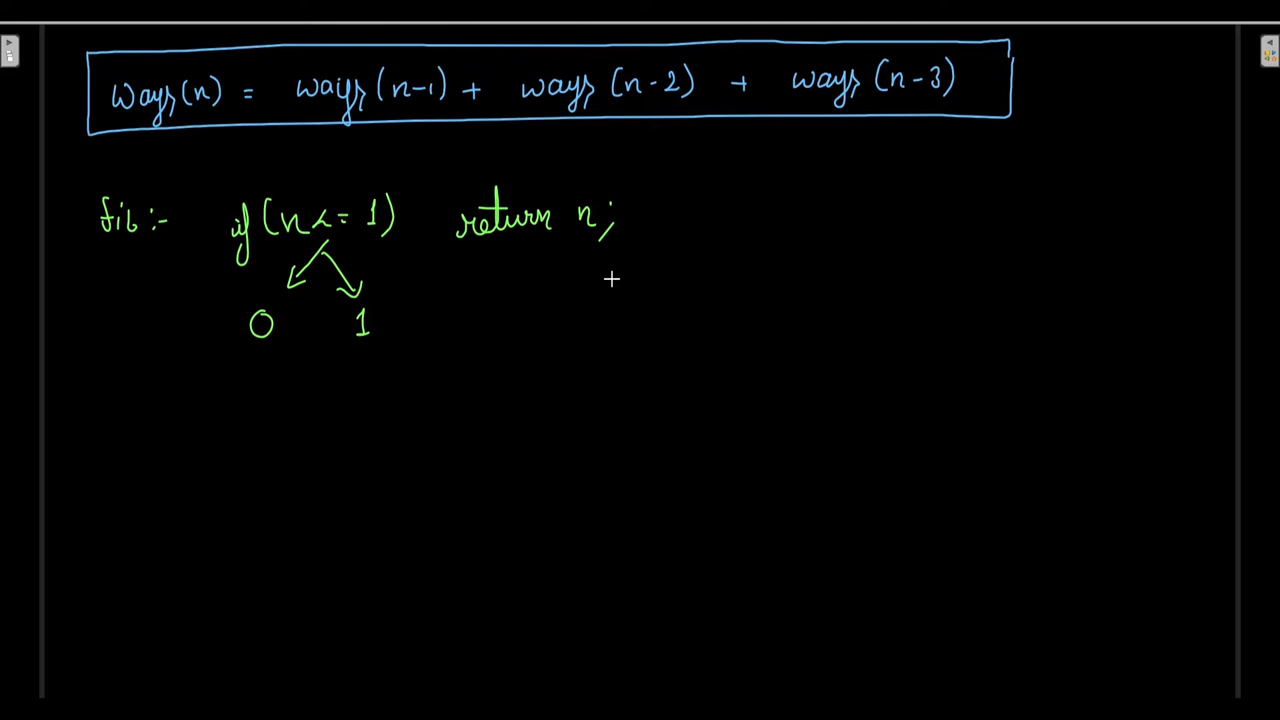 Ways(n) = ways(n-1) + ways(n-2) + ways(n-3)
fib :- if (n <= 1) return n;
0 1